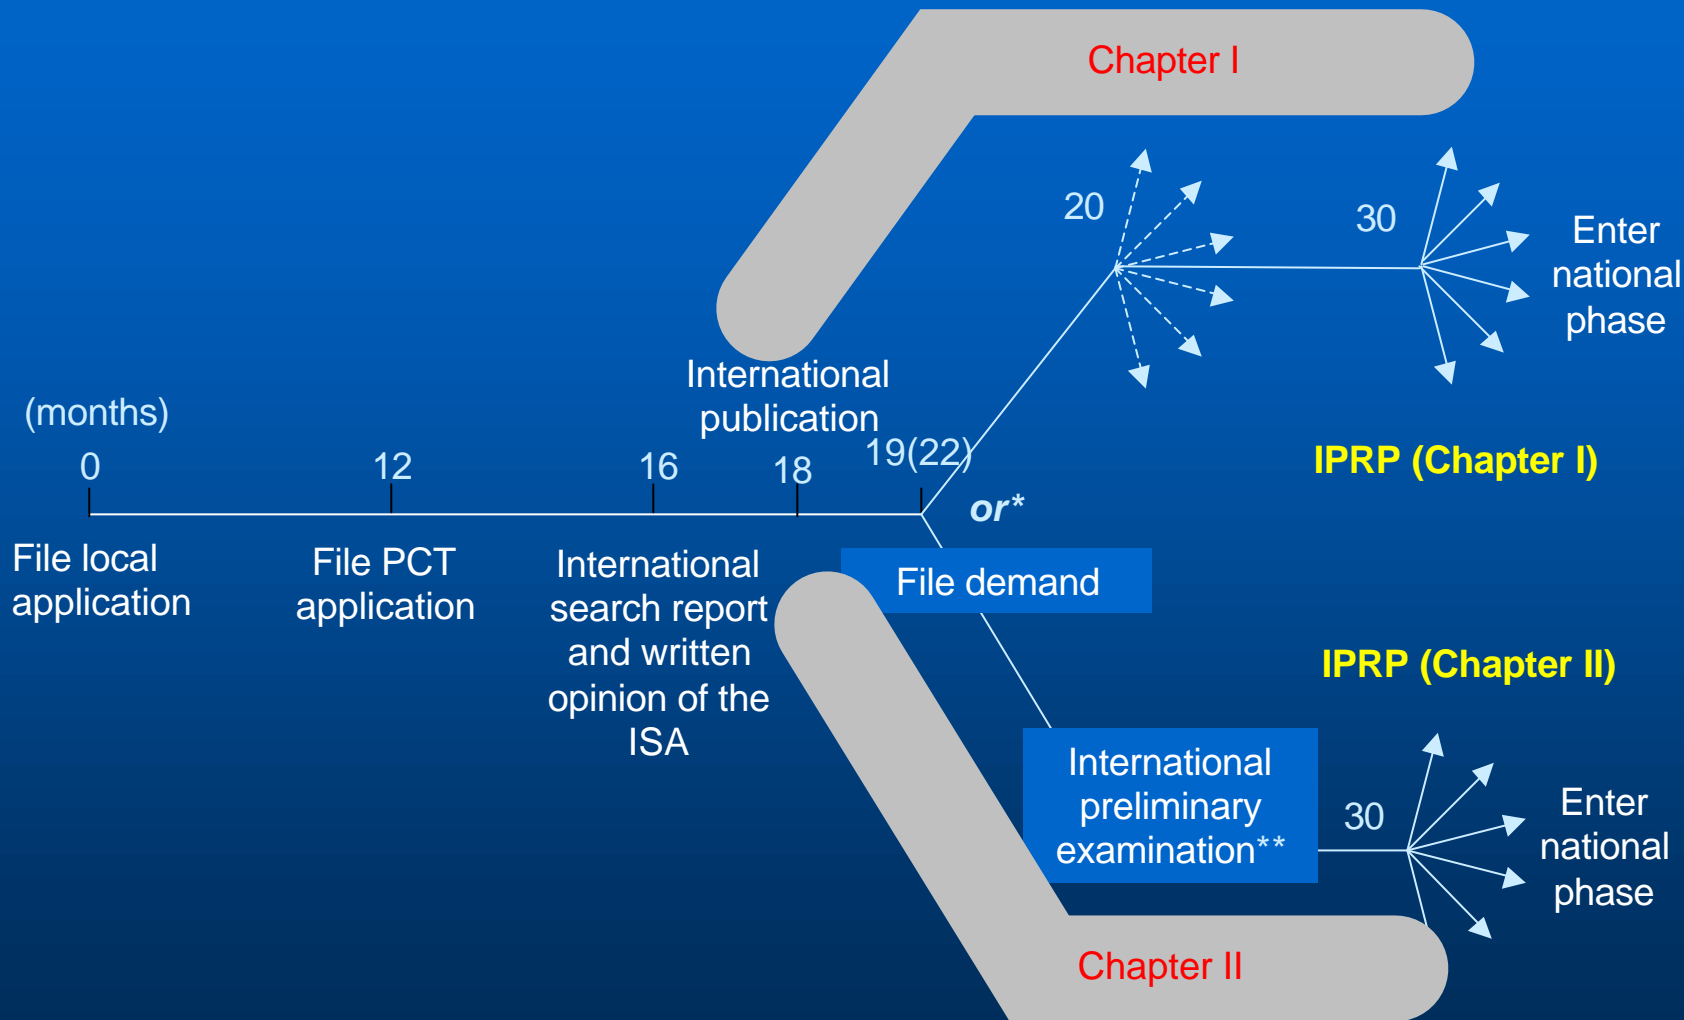 Chapter I
20
30
Enter
national
phase
International
publication
(months)
0
12
16
18
19(22)
or*
IPRP (Chapter I)
File local
application
File PCT
application
International
search report
and written
opinion of the
ISA
File demand
IPRP (Chapter II)
International
preliminary
examination**
30
Enter
national
phase
Chapter II